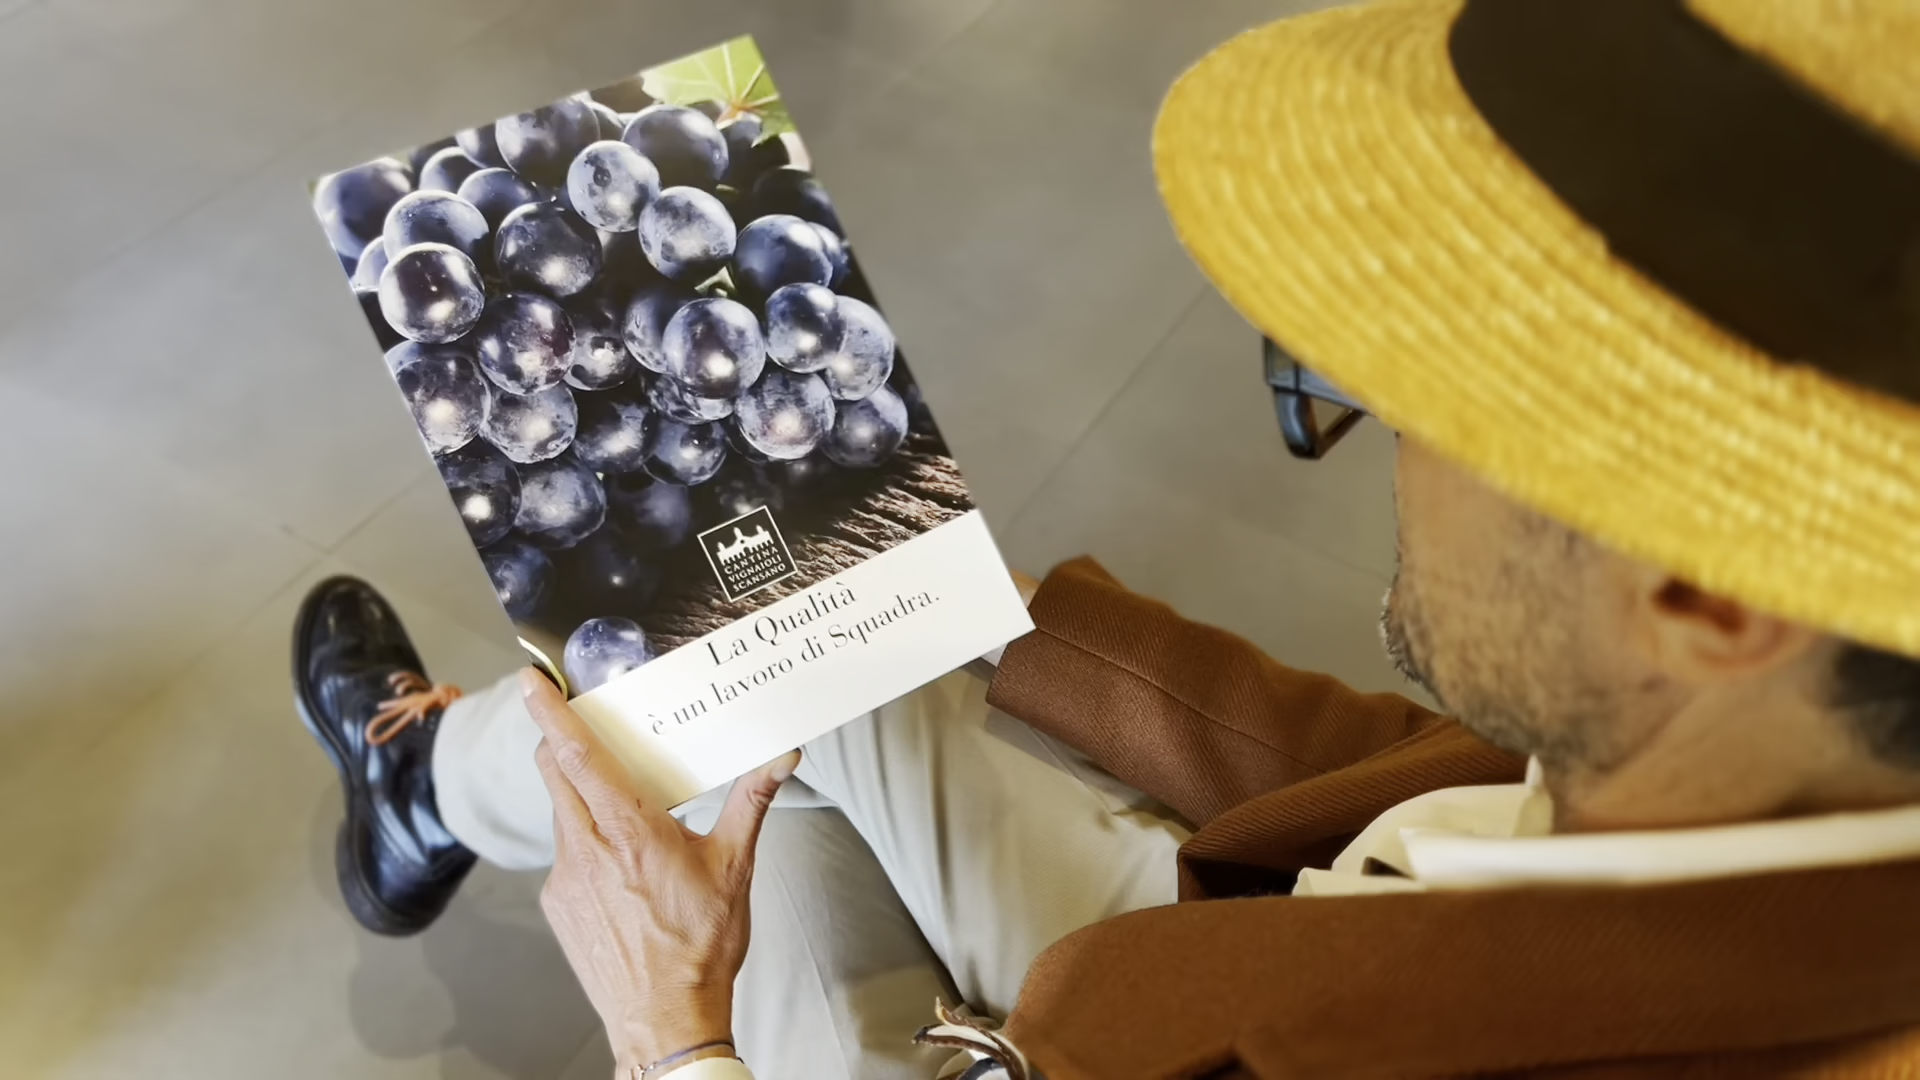 CANTINA
VIGNAIOLI
SCANSANO
La Qualità
è un lavoro di Squadra.